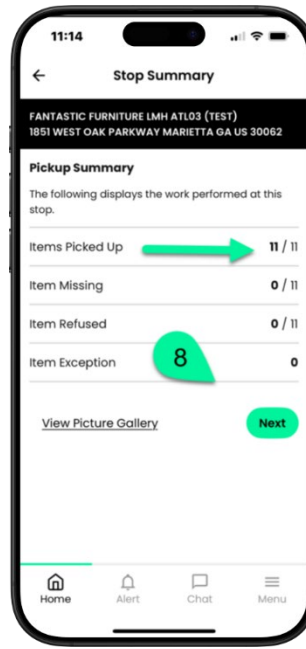 11:14
Stop Summary
FANTASTIC FURNITURE LMH ATL03 (TEST)
1851 WEST OAK PARKWAY MARIETTA GA US 30062
Pickup Summary
The following displays the work performed at this
stop.
Items Picked Up 11 / 11
Item Missing 0 / 11
Item Refused 0 / 11
Item Exception 0
8
View Picture Gallery Next
Home Alert Chat Menu